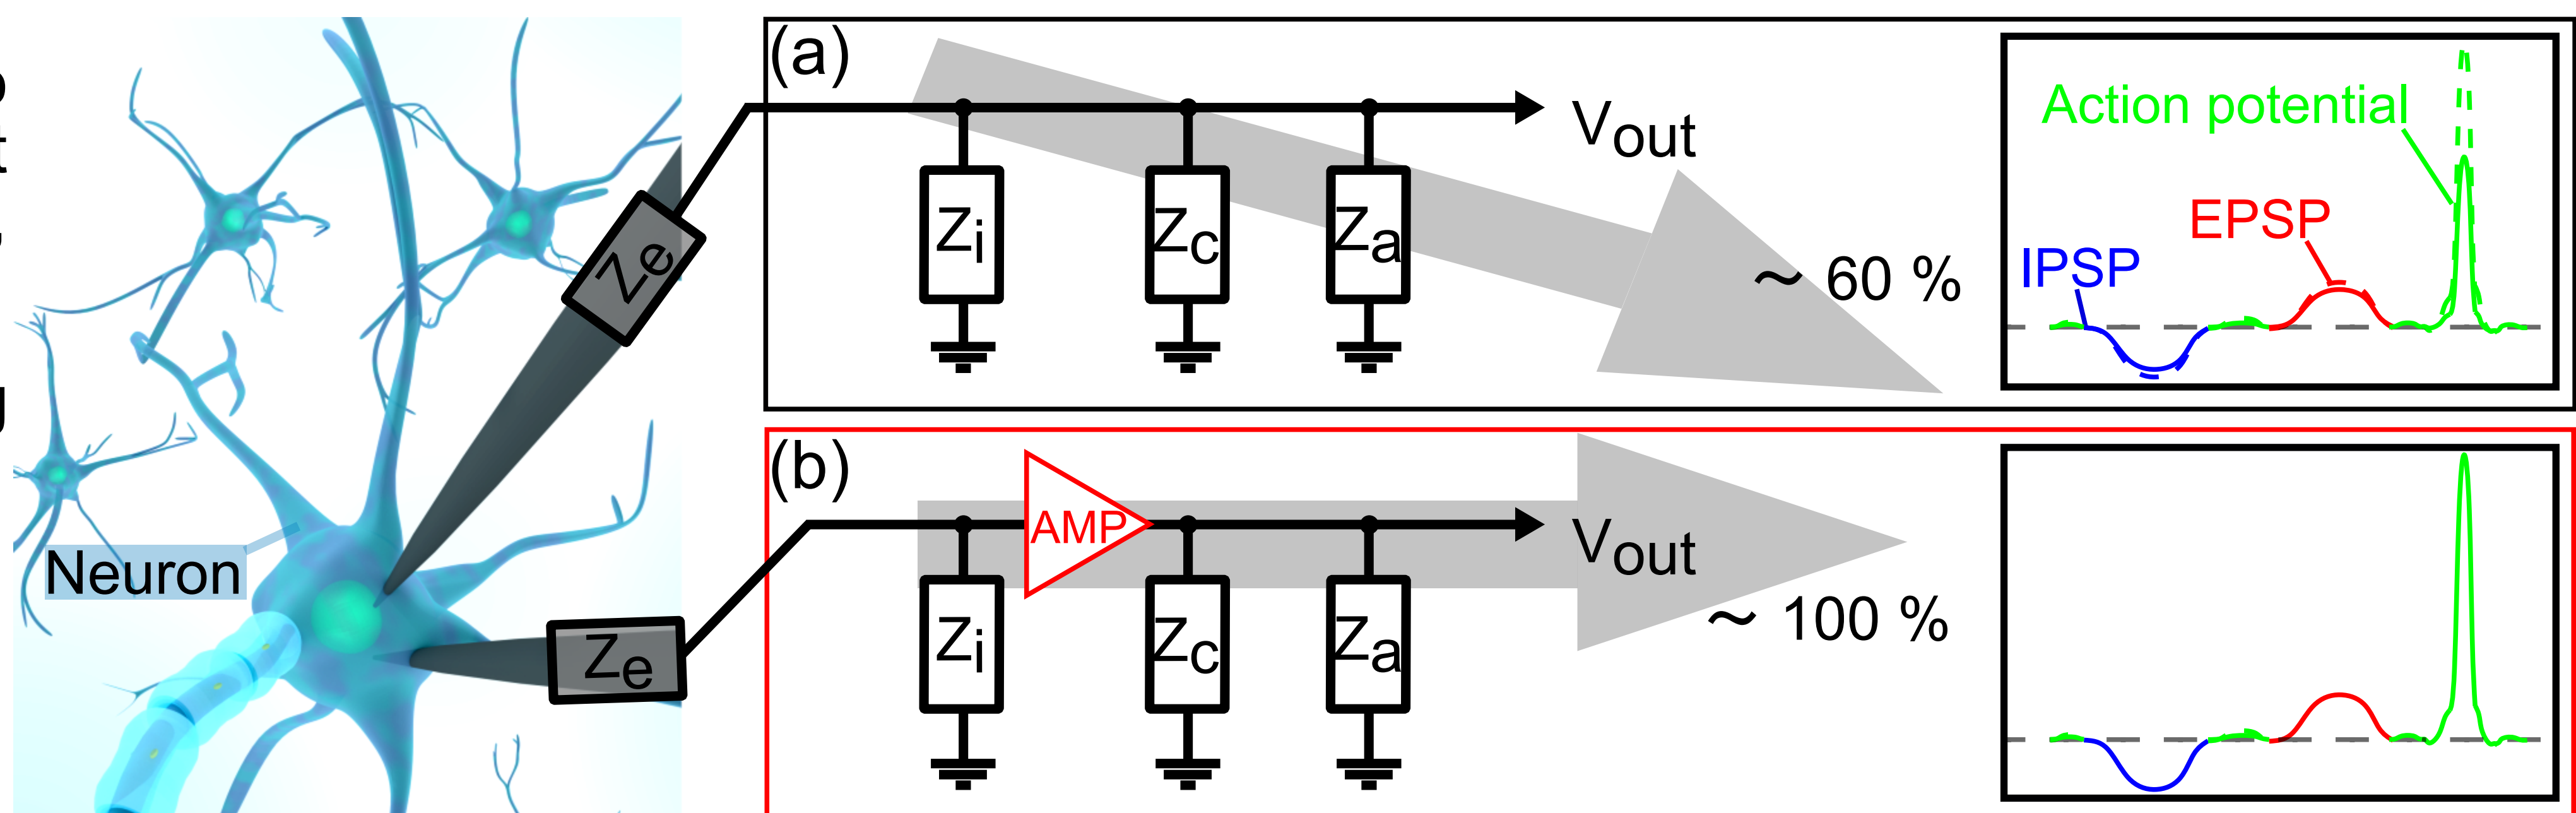 (a)
Vout
Ze
Zi
Zc
Za
~ 60 %
Action potential
EPSP
IPSP
(b)
AMP
Vout
Neuron
Ze
Zi
Zc
Za
~ 100 %